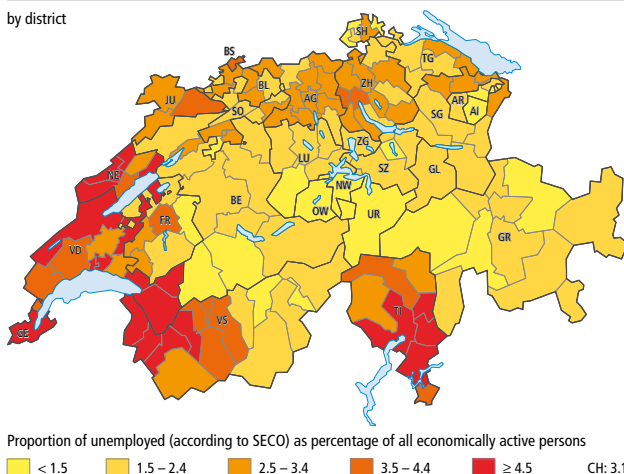 by district
SH
BS
TG
BL
ZH
JU
AG
AR
SO
AI
SG
ZG
LU
NE
SZ
GL
NW
BE
OW
FR
UR
GR
VD
VS
TI
GE
Proportion of unemployed (according to SECO) as percentage of all economically active persons
< 1.5 1.5 – 2.4 2.5 – 3.4 3.5 – 4.4 ≥ 4.5 CH: 3.1